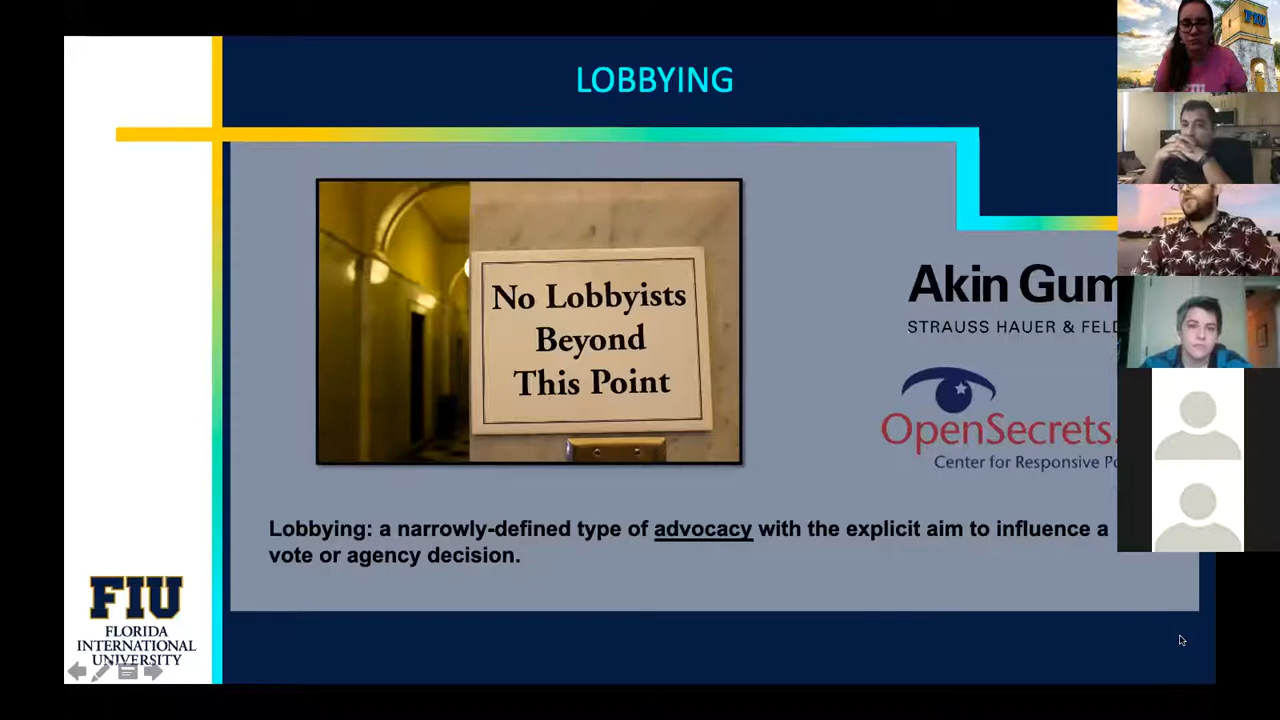 LOBBYING
FIU
No Lobbyists
Beyond
This Point
Akin Gum
STRAUSS HAUER & FELD
OpenSecrets.
Center for Responsive Po
Lobbying: a narrowly-defined type of advocacy with the explicit aim to influence a
vote or agency decision.
FIU
FLORIDA
INTERNATIONAL
UNIVERSITY